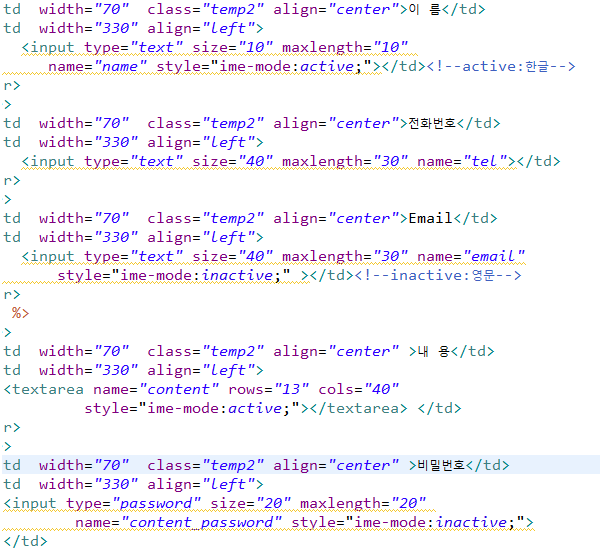 td  width="70"  class="temp2" align="center">이 름</td>
td  width="330" align="left">
<input type="text" size="10" maxlength="10"
name="name" style="ime-mode:active;"></td><!--active:한글-->
r>
>
td  width="70"  class="temp2" align="center">전화번호</td>
td  width="330" align="left">
<input type="text" size="40" maxlength="30" name="tel"></td>
r>
>
td  width="70"  class="temp2" align="center">Email</td>
td  width="330" align="left">
<input type="text" size="40" maxlength="30" name="email"
style="ime-mode:inactive;" ></td><!--inactive:영문-->
r>
%>
>
td  width="70"  class="temp2" align="center" >내 용</td>
td  width="330" align="left">
<textarea name="content" rows="13" cols="40"
style="ime-mode:active;"></textarea> </td>
r>
>
td  width="70"  class="temp2" align="center" >비밀번호</td>
td  width="330" align="left">
<input type="password" size="20" maxlength="20"
name="content_password" style="ime-mode:inactive;">
</td>